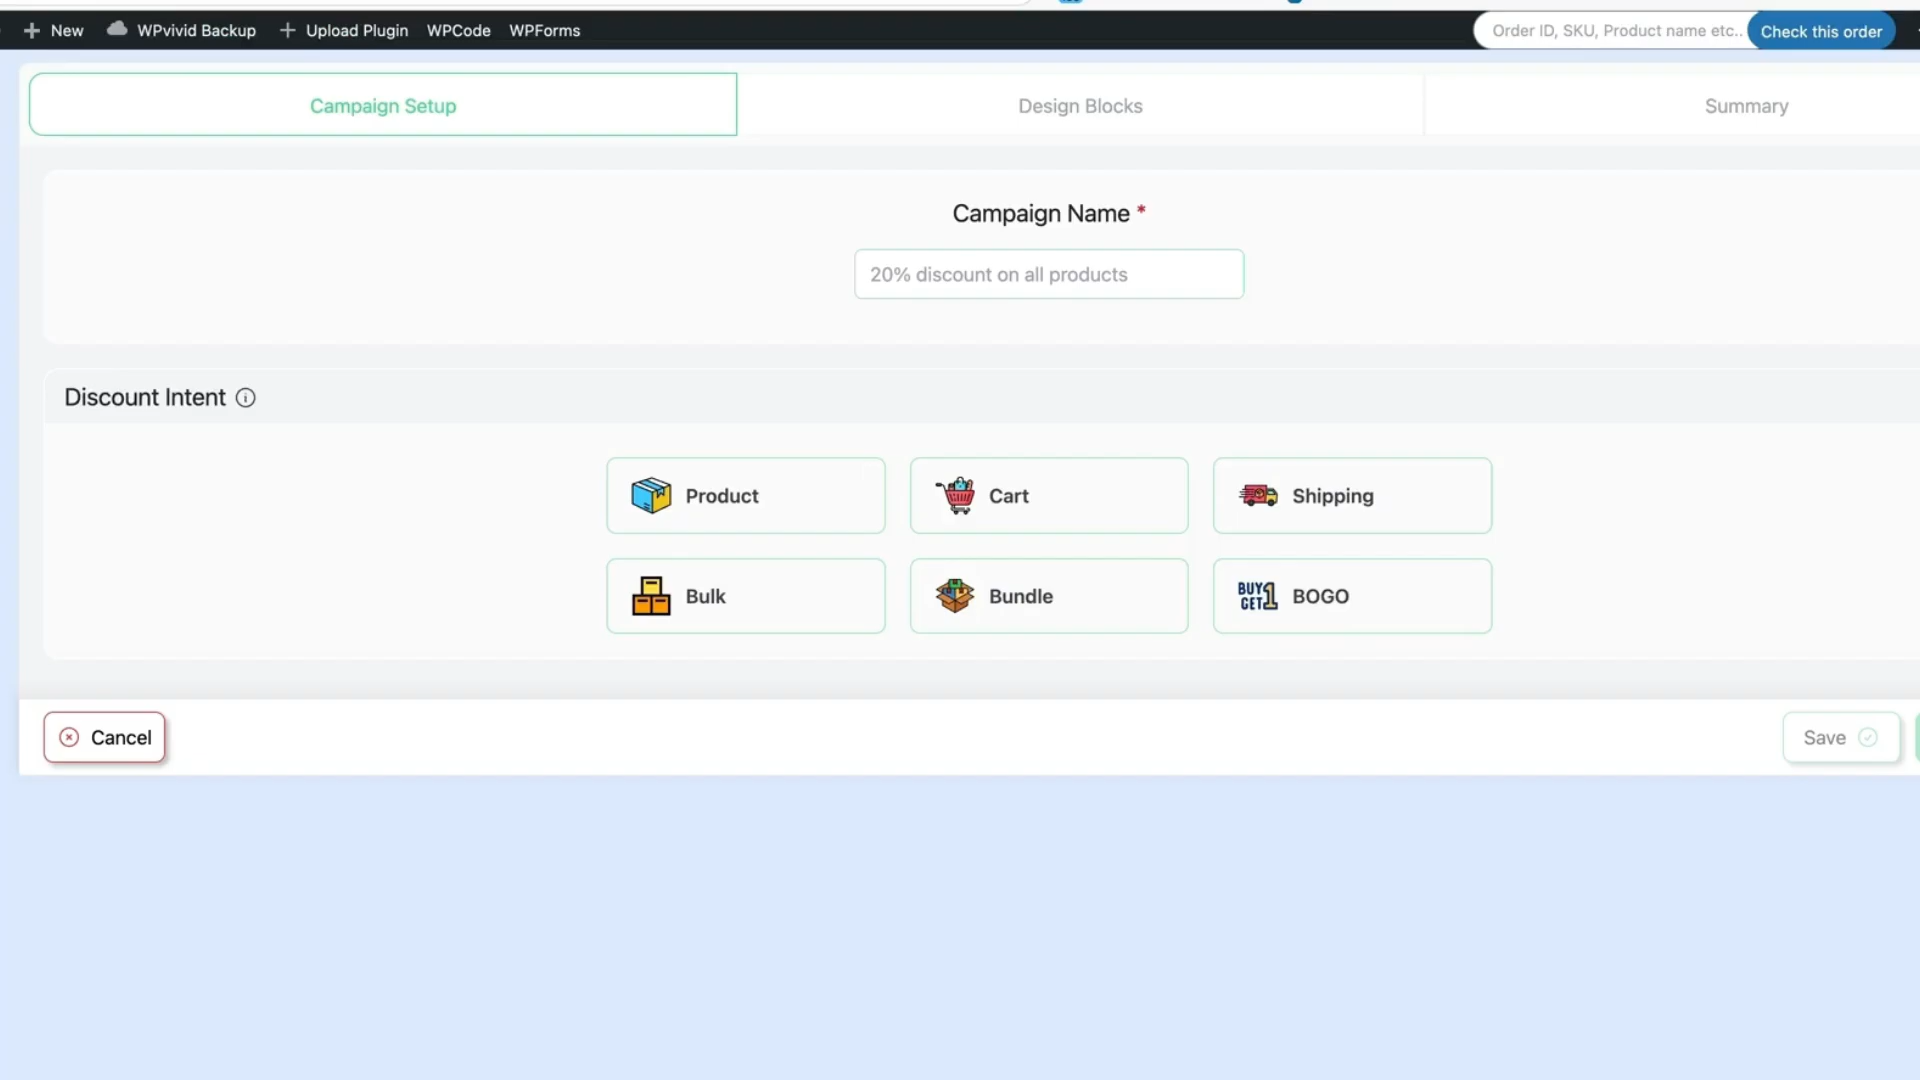 New WPvivid Backup Upload Plugin WPCode WPForms Order ID, SKU, Product name etc.. Check this order
Campaign Setup Design Blocks Summary
Campaign Name *
20% discount on all products
Discount Intent
Product Cart Shipping
Bulk Bundle BUY 1 GET BOGO
Cancel Save